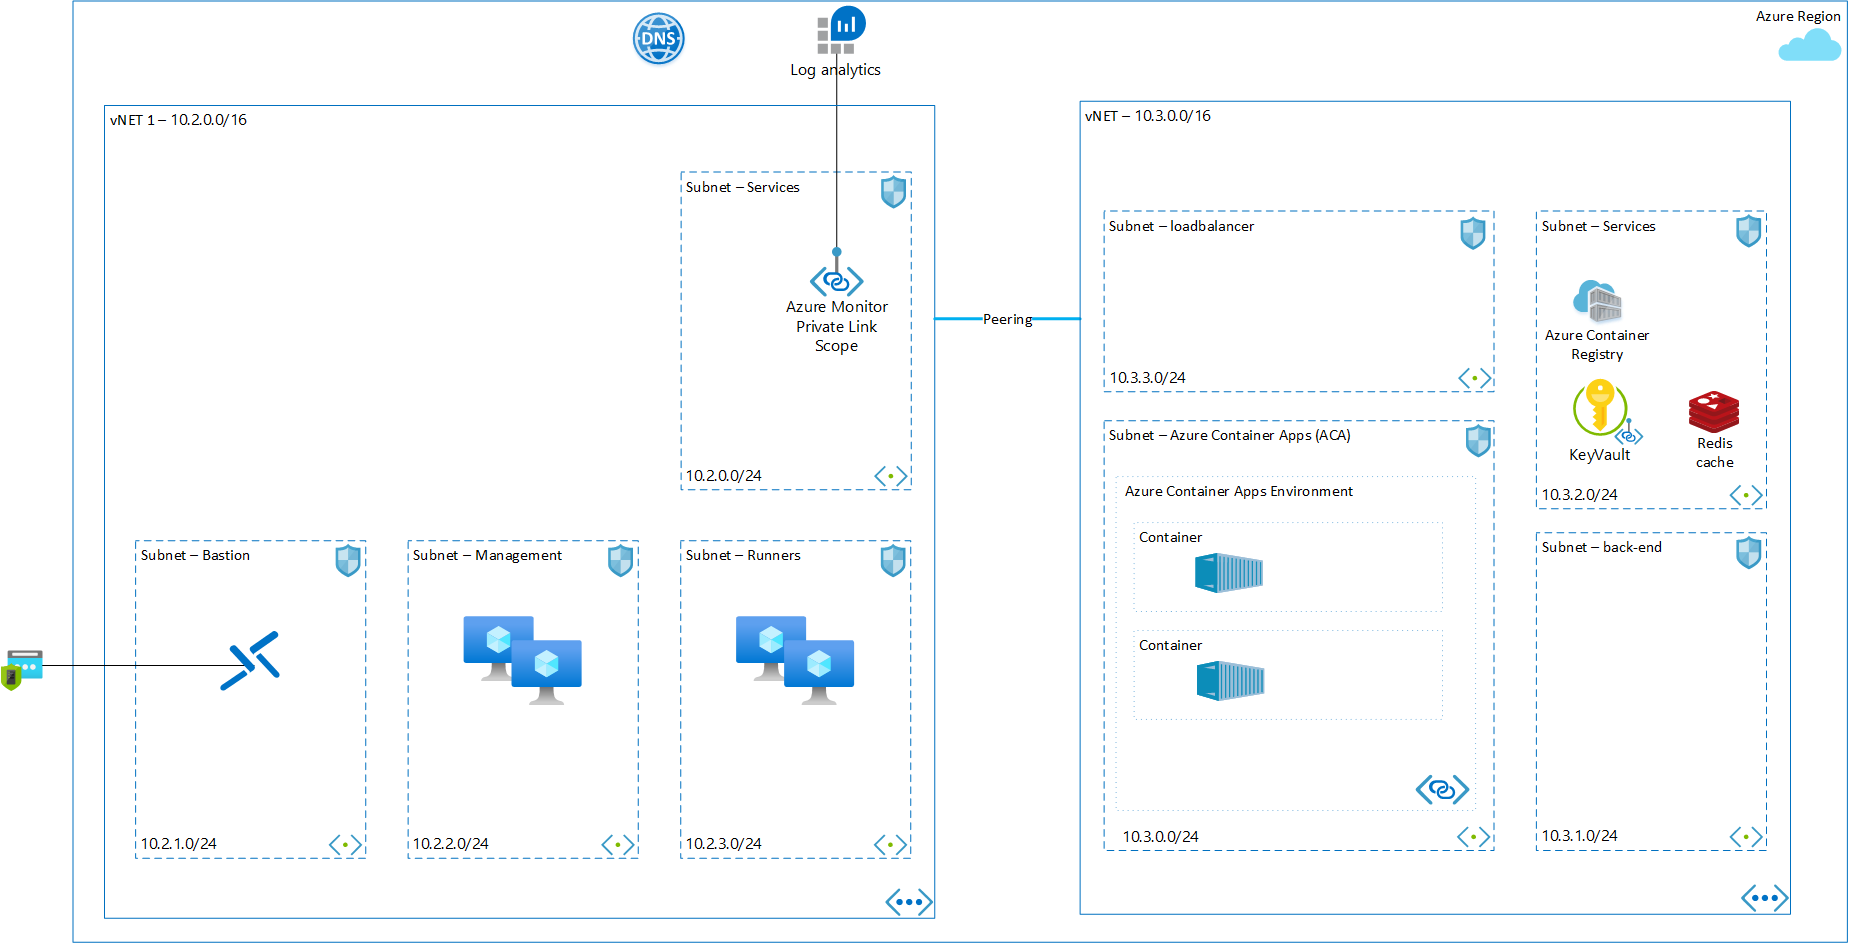 Azure Region
DNS
Log analytics
vNET 1 – 10.2.0.0/16
Subnet – Services
Azure Monitor
Private Link
Scope
10.2.0.0/24
Subnet – Bastion
10.2.1.0/24
Subnet – Management
10.2.2.0/24
Subnet – Runners
10.2.3.0/24
Peering
vNET – 10.3.0.0/16
Subnet – loadbalancer
10.3.3.0/24
Subnet – Azure Container Apps (ACA)
Azure Container Apps Environment
Container
Container
10.3.0.0/24
Subnet – Services
Azure Container
Registry
KeyVault
Redis
cache
10.3.2.0/24
Subnet – back-end
10.3.1.0/24